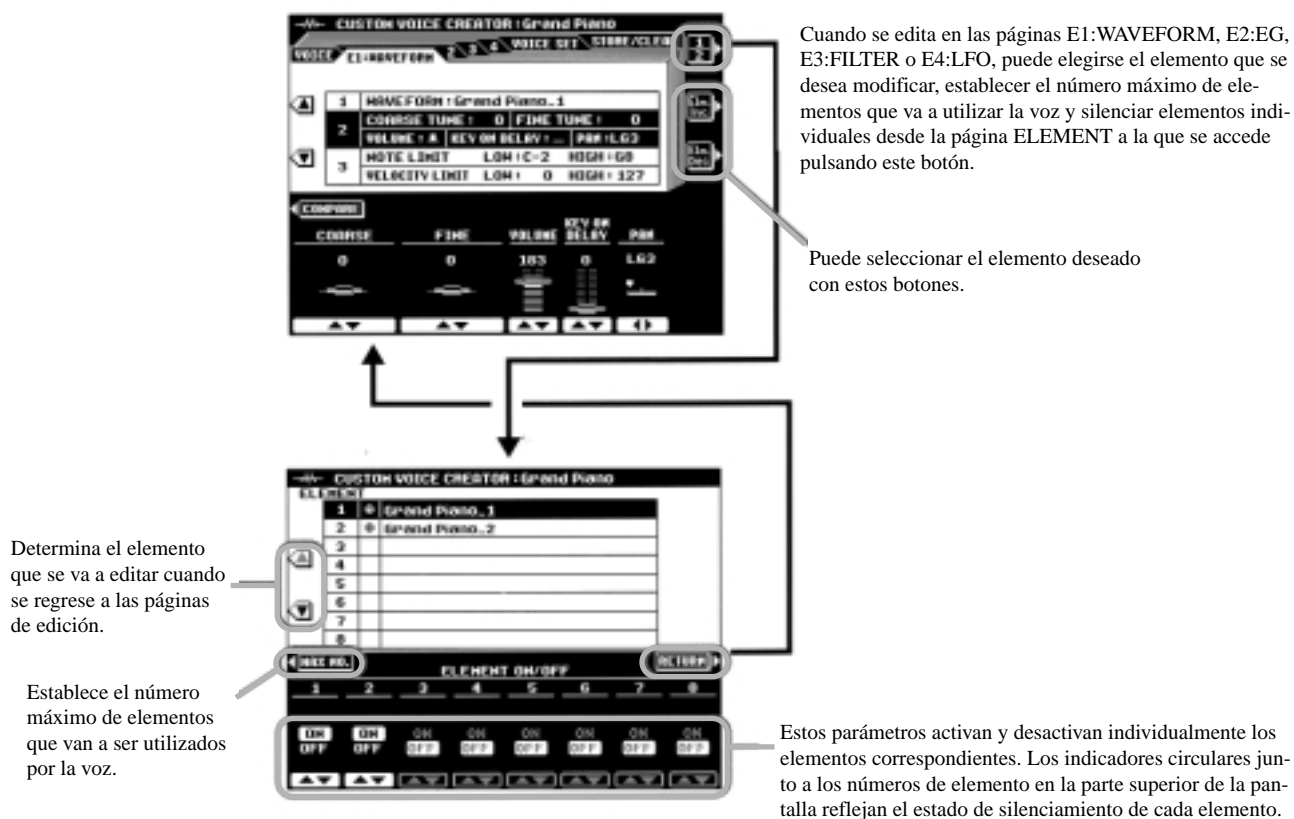 CUSTOM VOICE CREATOR : Grand Piano
VOICE E1:WAVEFORM 2 3 4 VOICE SET STORE/CLEAR
1 2
1 WAVEFORM : Grand Piano_1
Elm. Inc.
2 COARSE TUNE : 0 FINE TUNE : 0
VOLUME : KEY ON DELAY : PAN :L63
Elm. Dec.
3 NOTE LIMIT LOW :C-2 HIGH :G8
VELOCITY LIMIT LOW : 0 HIGH : 127
COMPARE
COARSE FINE VOLUME KEY ON DELAY PAN
0 0 103 0 L63
Cuando se edita en las páginas E1:WAVEFORM, E2:EG,
E3:FILTER o E4:LFO, puede elegirse el elemento que se
desea modificar, establecer el número máximo de ele-
mentos que va a utilizar la voz y silenciar elementos indi-
viduales desde la página ELEMENT a la que se accede
pulsando este botón.
Puede seleccionar el elemento deseado
con estos botones.
CUSTOM VOICE CREATOR : Grand Piano
ELEMENT
1 Grand Piano_1
2 Grand Piano_2
3
4
5
6
7
8
MAX NO. ELEMENT ON/OFF RETURN
1 2 3 4 5 6 7 8
ON ON ON ON ON ON ON ON
OFF OFF OFF OFF OFF OFF OFF OFF
Determina el elemento
que se va a editar cuando
se regrese a las páginas
de edición.
Establece el número
máximo de elementos
que van a ser utilizados
por la voz.
Estos parámetros activan y desactivan individualmente los
elementos correspondientes. Los indicadores circulares jun-
to a los números de elemento en la parte superior de la pan-
talla reflejan el estado de silenciamiento de cada elemento.